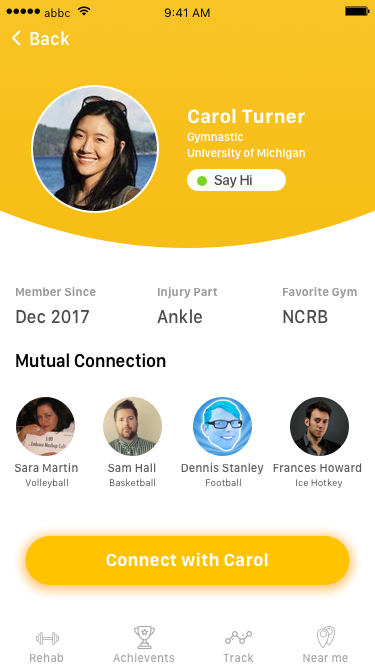 abbc 9:41 AM
Back
Carol Turner
Gymnastic
University of Michigan
Say Hi
Member Since Injury Part Favorite Gym
Dec 2017 Ankle NCRB
Mutual Connection
Sara Martin Sam Hall Dennis Stanley Frances Howard
Volleyball Basketball Football Ice Hotkey
Connect with Carol
Rehab Achievents Track Near me